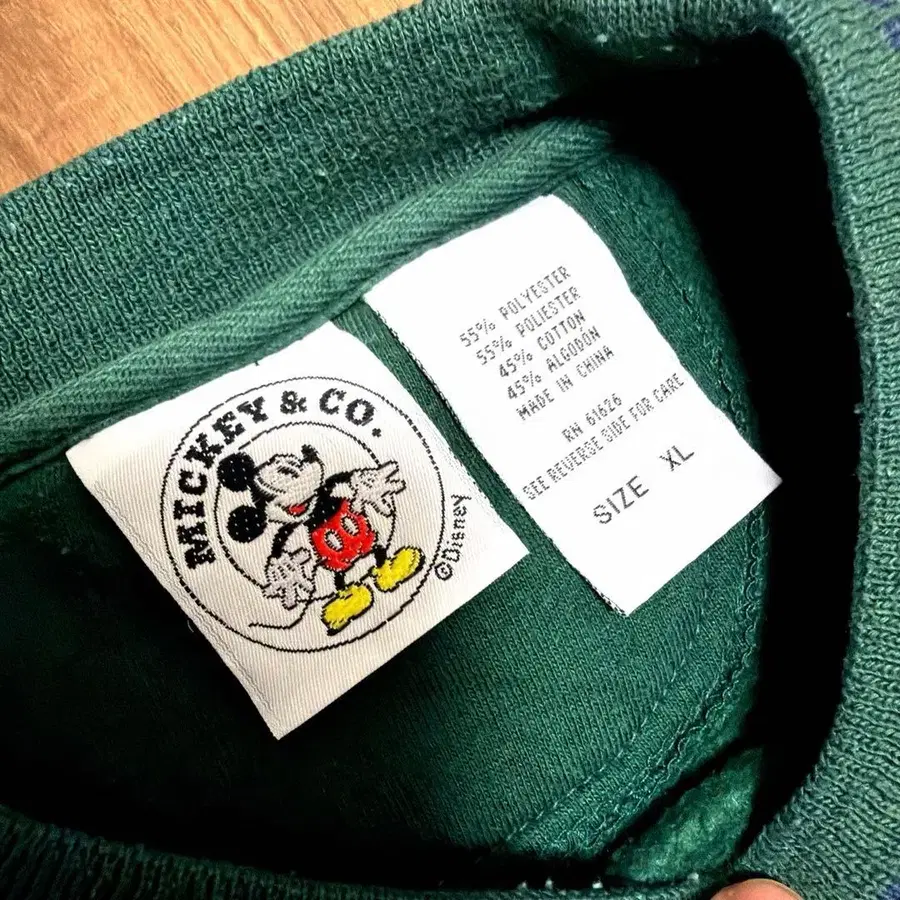 MICKEY & CO.
©Disney
55% POLYESTER
55% POLIESTER
45% COTTON
45% ALGODON
MADE IN CHINA
RN 61626
SEE REVERSE SIDE FOR CARE
SIZE XL